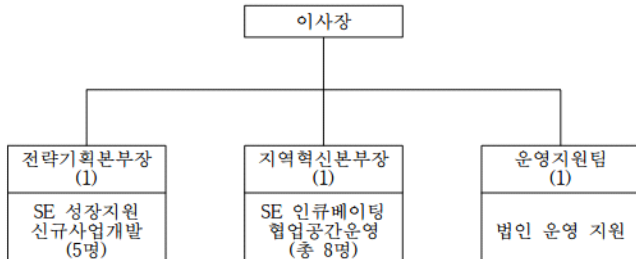 이사장
전략기획본부장
(1)
SE 성장지원
신규사업개발
(5명)
지역혁신본부장
(1)
SE 인큐베이팅
협업공간운영
(총 8명)
운영지원팀
(1)
법인 운영 지원